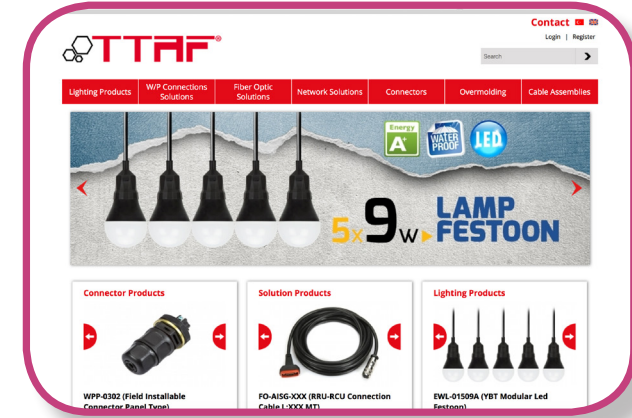 Contact
Login | Register
TTAF®
Search
Lighting Products
W/P Connections
Solutions
Fiber Optic
Solutions
Network Solutions
Connectors
Overmolding
Cable Assemblies
Energy
A+
WATER
PROOF
LED
5x9w
LAMP
FESTOON
Connector Products
Solution Products
Lighting Products
WPP-0302 (Field Installable
Connector Panel Type)
FO-AISG-XXX (RRU-RCU Connection
Cable L:XXX MT)
EWL-01509A (YBT Modular Led
Festoon)